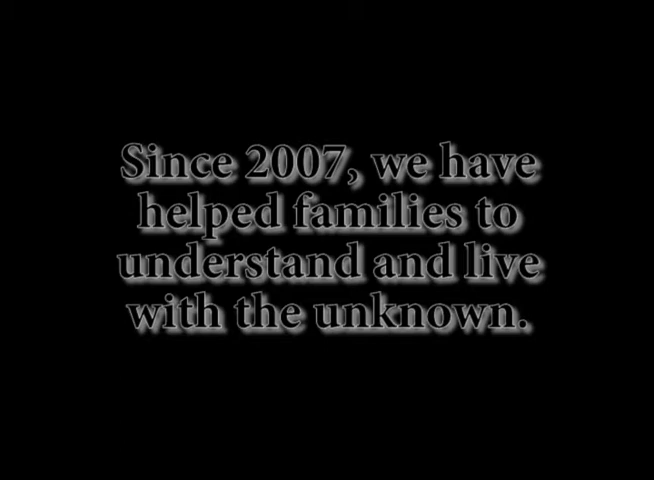 Since 2007, we have
helped families to
understand and live
with the unknown.